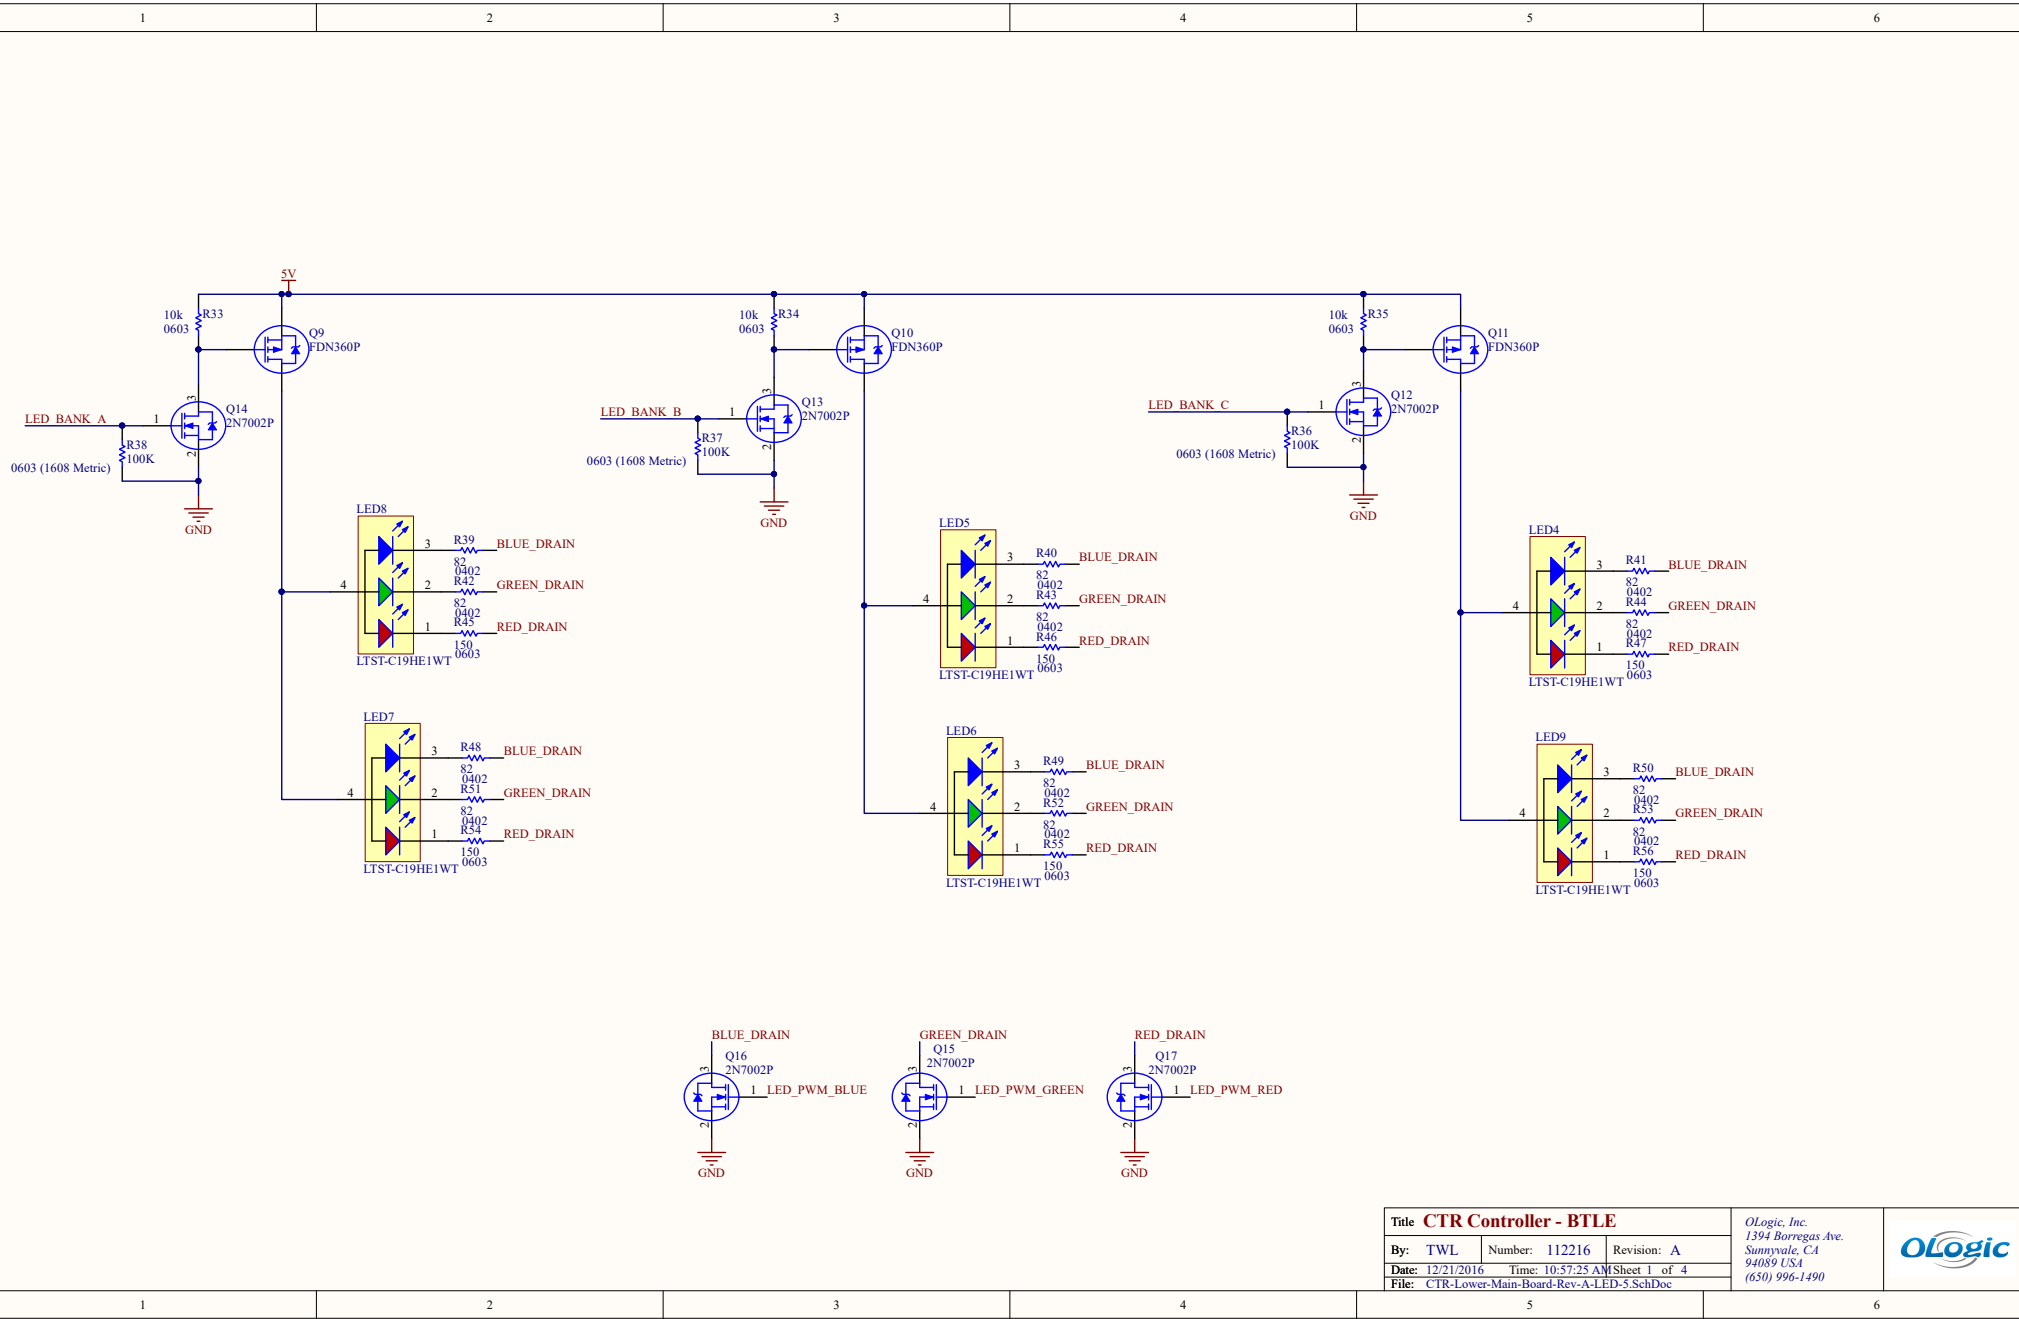 1 2 3 4 5 6
5V
10k
0603
R33
Q9
FDN360P
LED_BANK_A
1
3
2
Q14
2N7002P
R38
100K
0603 (1608 Metric)
GND
10k
0603
R34
Q10
FDN360P
LED_BANK_B
1
3
2
Q13
2N7002P
R37
100K
0603 (1608 Metric)
GND
10k
0603
R35
Q11
FDN360P
LED_BANK_C
1
3
2
Q12
2N7002P
R36
100K
0603 (1608 Metric)
GND
LED8
4
3 R39 BLUE_DRAIN
82
0402
2 R42 GREEN_DRAIN
82
0402
1 R45 RED_DRAIN
150
0603
LTST-C19HE1WT
LED5
4
3 R40 BLUE_DRAIN
82
0402
2 R43 GREEN_DRAIN
82
0402
1 R46 RED_DRAIN
150
0603
LTST-C19HE1WT
LED4
4
3 R41 BLUE_DRAIN
82
0402
2 R44 GREEN_DRAIN
82
0402
1 R47 RED_DRAIN
150
0603
LTST-C19HE1WT
LED7
4
3 R48 BLUE_DRAIN
82
0402
2 R51 GREEN_DRAIN
82
0402
1 R54 RED_DRAIN
150
0603
LTST-C19HE1WT
LED6
4
3 R49 BLUE_DRAIN
82
0402
2 R52 GREEN_DRAIN
82
0402
1 R55 RED_DRAIN
150
0603
LTST-C19HE1WT
LED9
4
3 R50 BLUE_DRAIN
82
0402
2 R53 GREEN_DRAIN
82
0402
1 R56 RED_DRAIN
150
0603
LTST-C19HE1WT
BLUE_DRAIN
Q16
2N7002P
3
1 LED_PWM_BLUE
2
GND
GREEN_DRAIN
Q15
2N7002P
3
1 LED_PWM_GREEN
2
GND
RED_DRAIN
Q17
2N7002P
3
1 LED_PWM_RED
2
GND
Title CTR Controller - BTLE
By: TWL Number: 112216 Revision: A
Date: 12/21/2016 Time: 10:57:25 AM Sheet 1 of 4
File: CTR-Lower-Main-Board-Rev-A-LED-5.SchDoc
OLogic, Inc.
1394 Borregas Ave.
Sunnyvale, CA
94089 USA
(650) 996-1490
OLogic
1 2 3 4 5 6